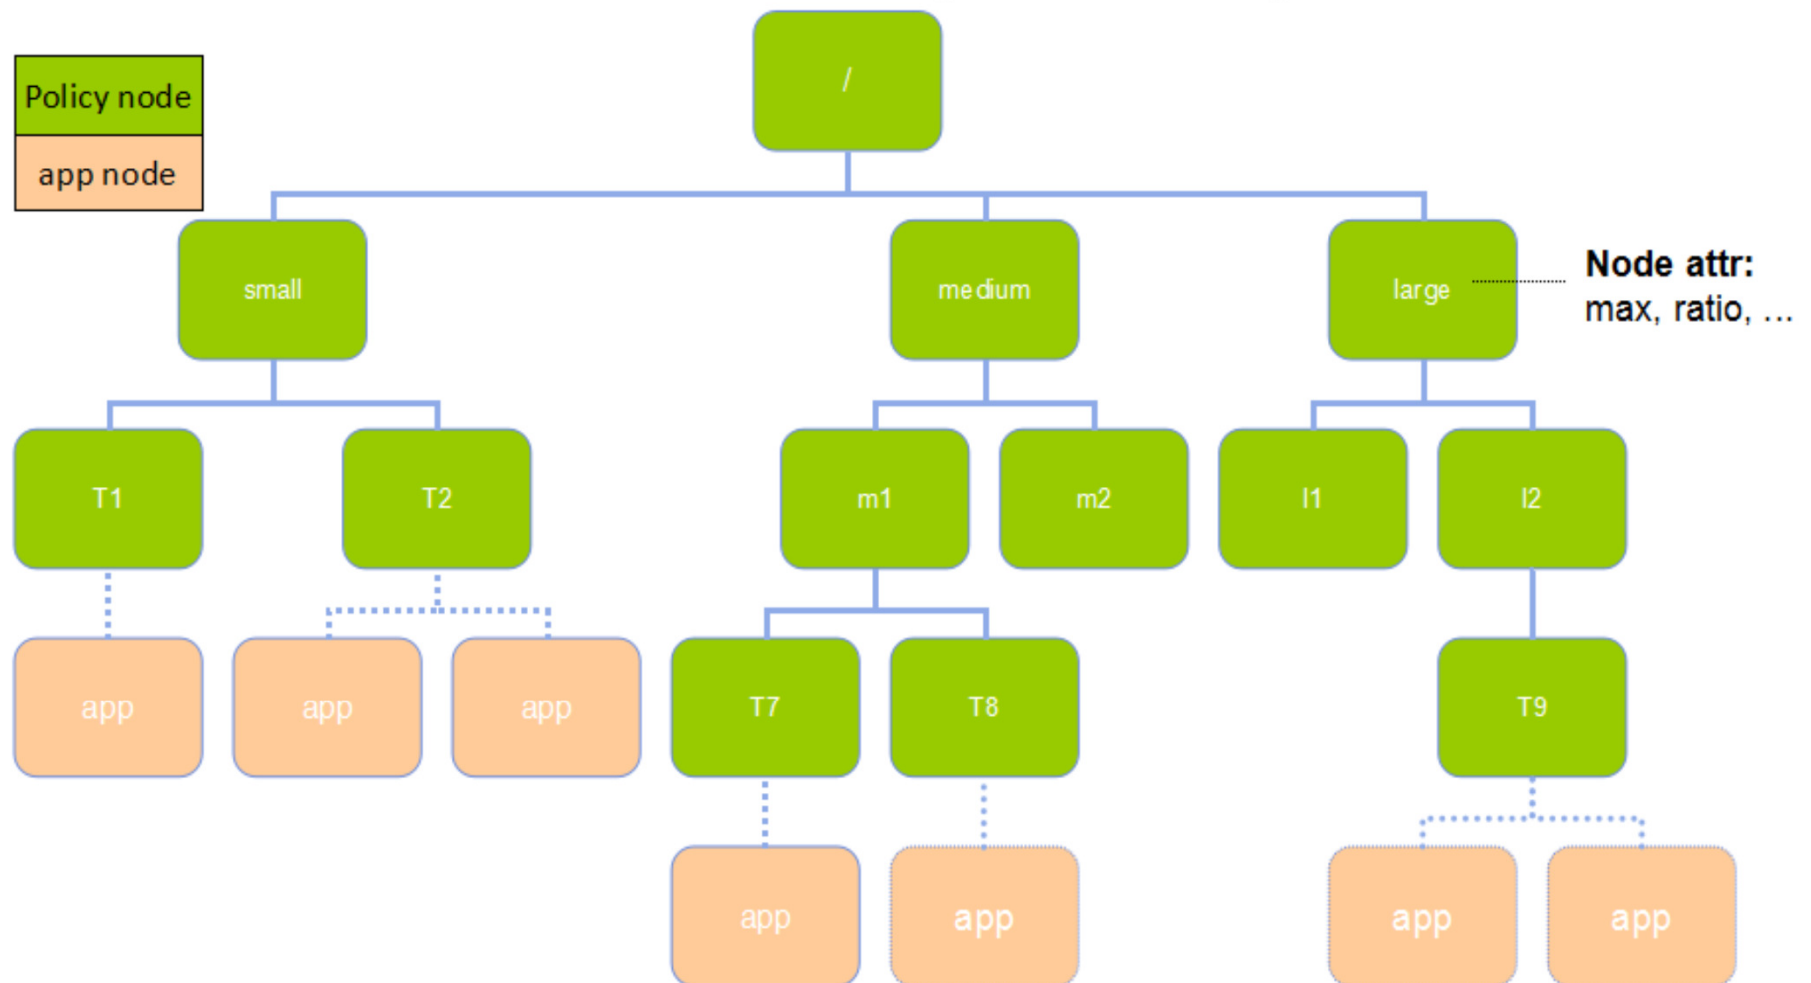 /
Policy node
app node
small
medium
large
Node attr:
max, ratio, ...
T1
T2
m1
m2
l1
l2
app
app
app
T7
T8
T9
app
app
app
app